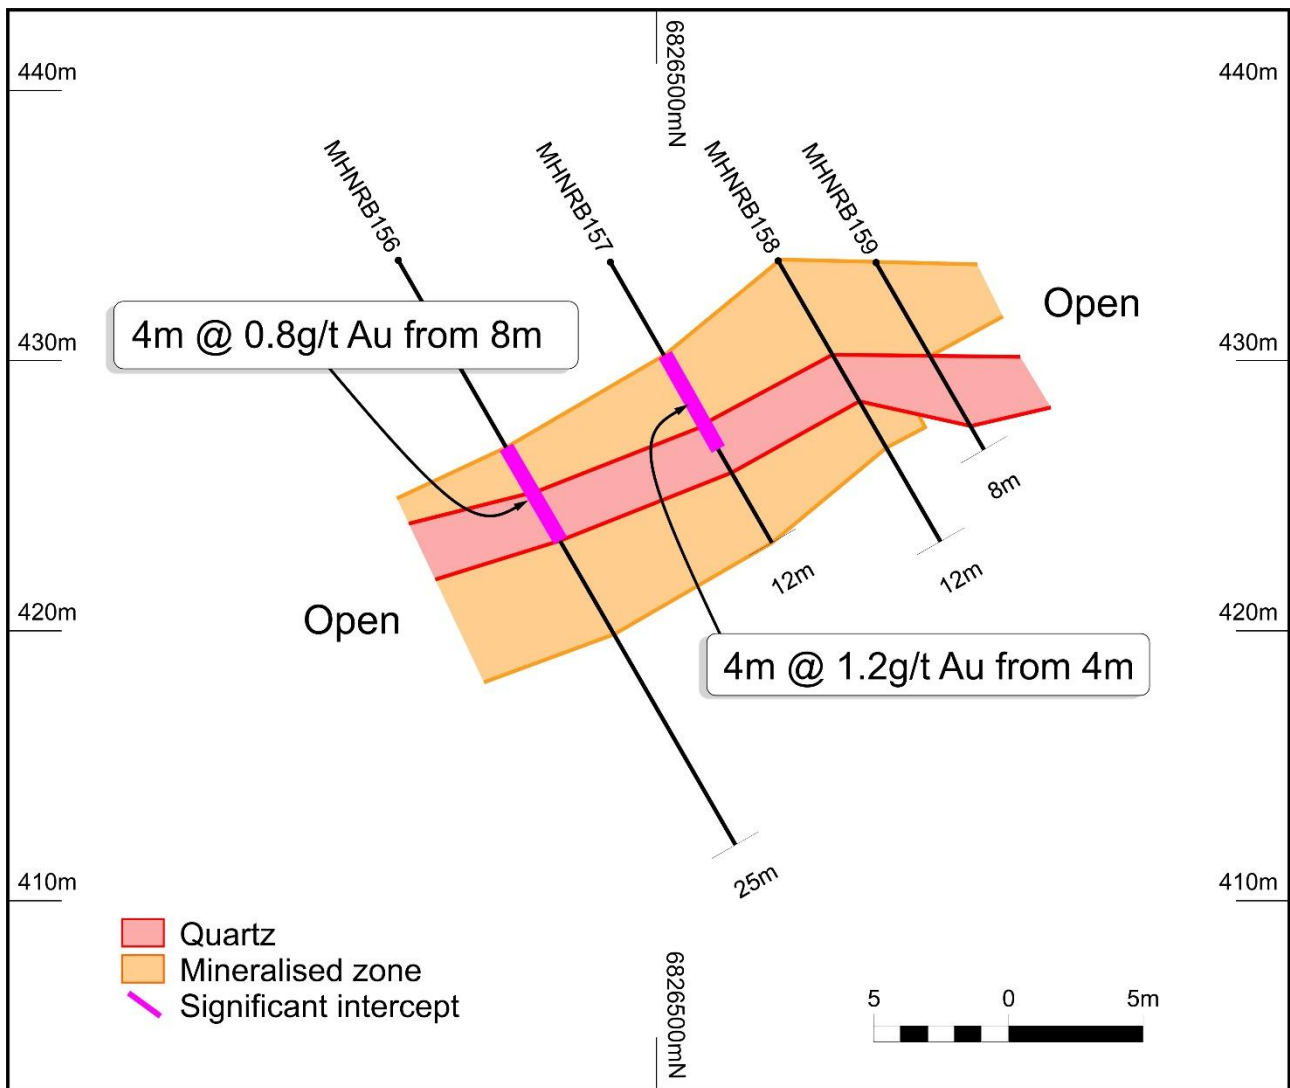 6826500mN
440m
440m
MHNRB156
MHNRB157
MHNRB158
MHNRB159
Open
4m @ 0.8g/t Au from 8m
430m
430m
8m
12m
12m
Open
420m
420m
4m @ 1.2g/t Au from 4m
25m
410m
410m
Quartz
Mineralised zone
Significant intercept
6826500mN
5 0 5m